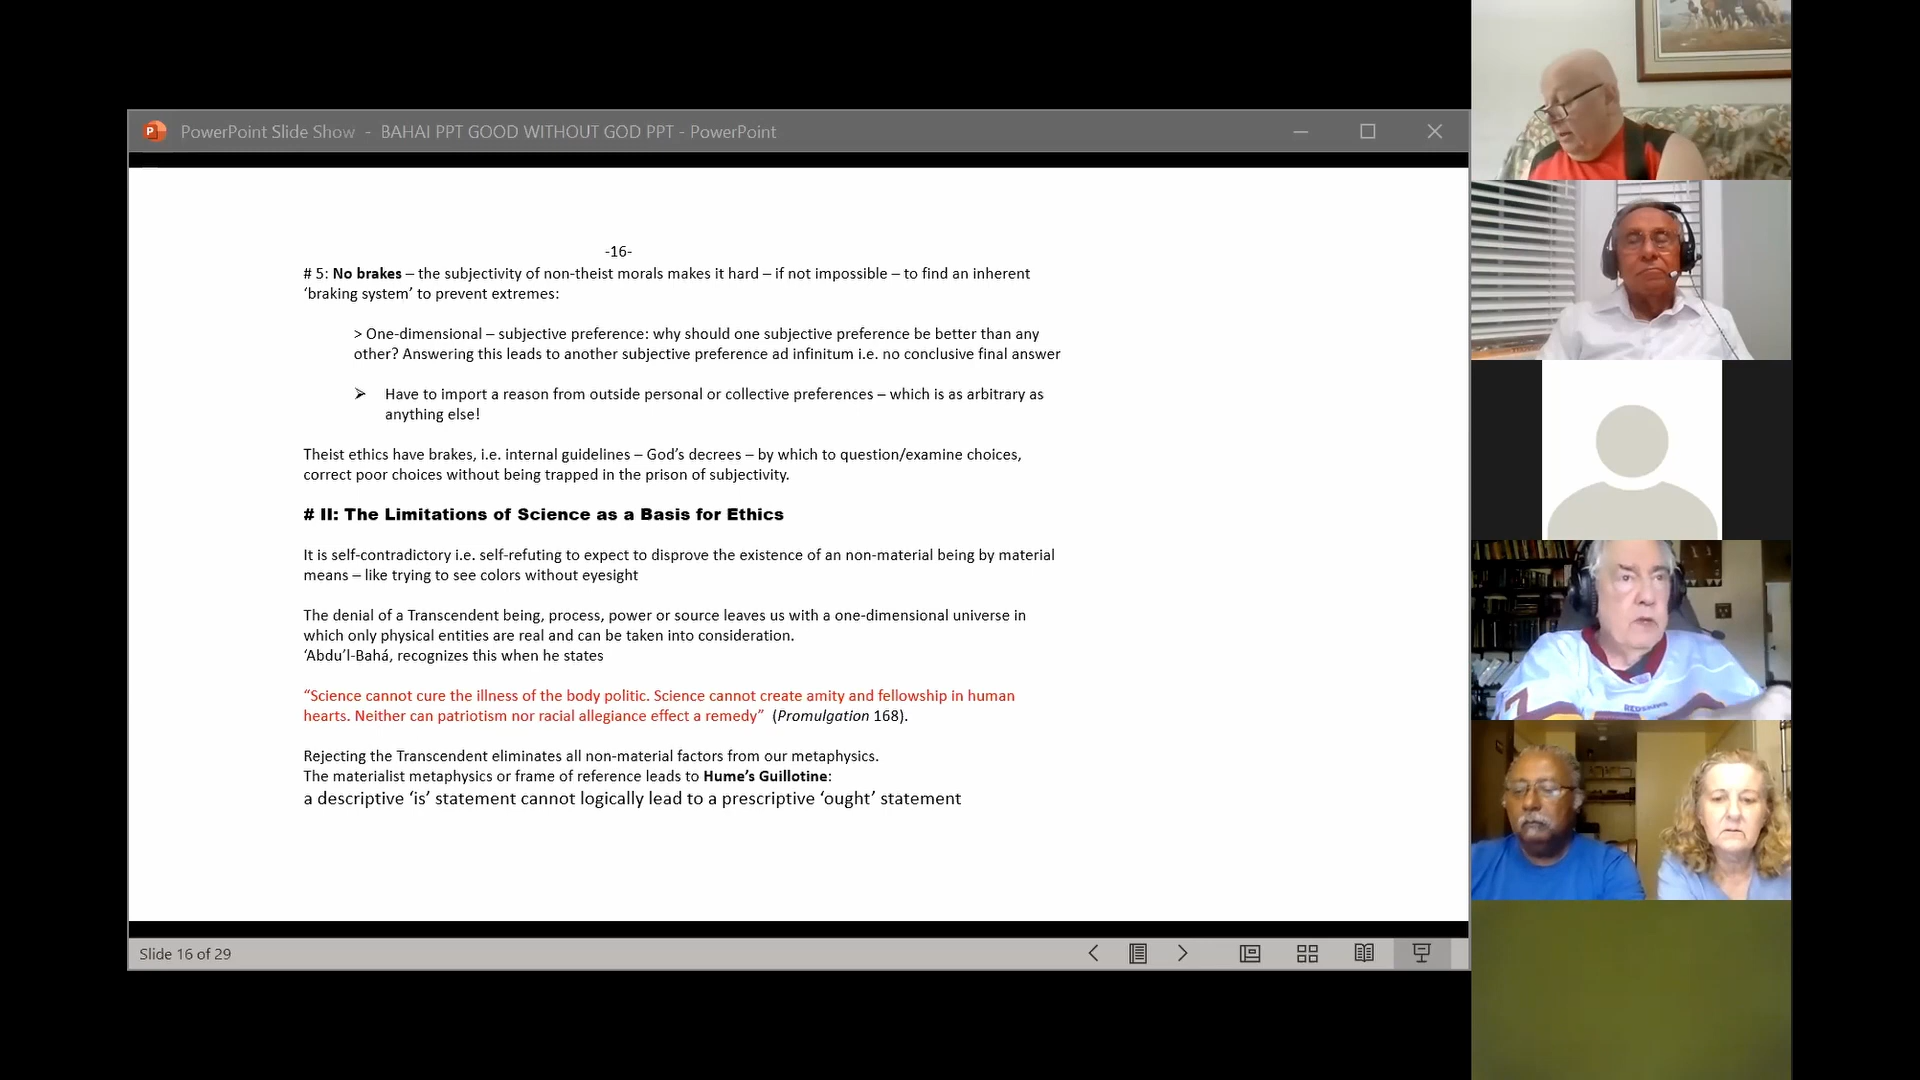 PowerPoint Slide Show - BAHAI PPT GOOD WITHOUT GOD PPT - PowerPoint
-16-
# 5: No brakes – the subjectivity of non-theist morals makes it hard – if not impossible – to find an inherent
‘braking system’ to prevent extremes:
> One-dimensional – subjective preference: why should one subjective preference be better than any
other? Answering this leads to another subjective preference ad infinitum i.e. no conclusive final answer
➢ Have to import a reason from outside personal or collective preferences – which is as arbitrary as
anything else!
Theist ethics have brakes, i.e. internal guidelines – God’s decrees – by which to question/examine choices,
correct poor choices without being trapped in the prison of subjectivity.
# II: The Limitations of Science as a Basis for Ethics
It is self-contradictory i.e. self-refuting to expect to disprove the existence of an non-material being by material
means – like trying to see colors without eyesight
The denial of a Transcendent being, process, power or source leaves us with a one-dimensional universe in
which only physical entities are real and can be taken into consideration.
‘Abdu’l-Bahá, recognizes this when he states
“Science cannot cure the illness of the body politic. Science cannot create amity and fellowship in human
hearts. Neither can patriotism nor racial allegiance effect a remedy” (Promulgation 168).
Rejecting the Transcendent eliminates all non-material factors from our metaphysics.
The materialist metaphysics or frame of reference leads to Hume’s Guillotine:
a descriptive ‘is’ statement cannot logically lead to a prescriptive ‘ought’ statement
Slide 16 of 29
REDSKINS